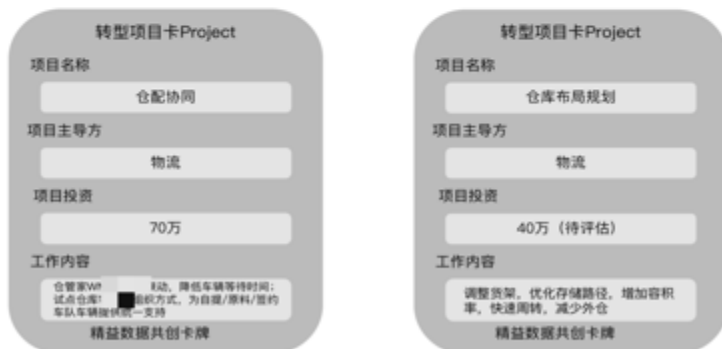 转型项目卡Project
项目名称
仓配协同
项目主导方
物流
项目投资
70万
工作内容
仓管家W 动，降低车辆等待时间；
试点仓库 组织方式，为自提/原料/签约
车队车辆提供统一支持
精益数据共创卡牌
转型项目卡Project
项目名称
仓库布局规划
项目主导方
物流
项目投资
40万（待评估）
工作内容
调整货架，优化存储路径，增加容积
率，快速周转，减少外仓
精益数据共创卡牌